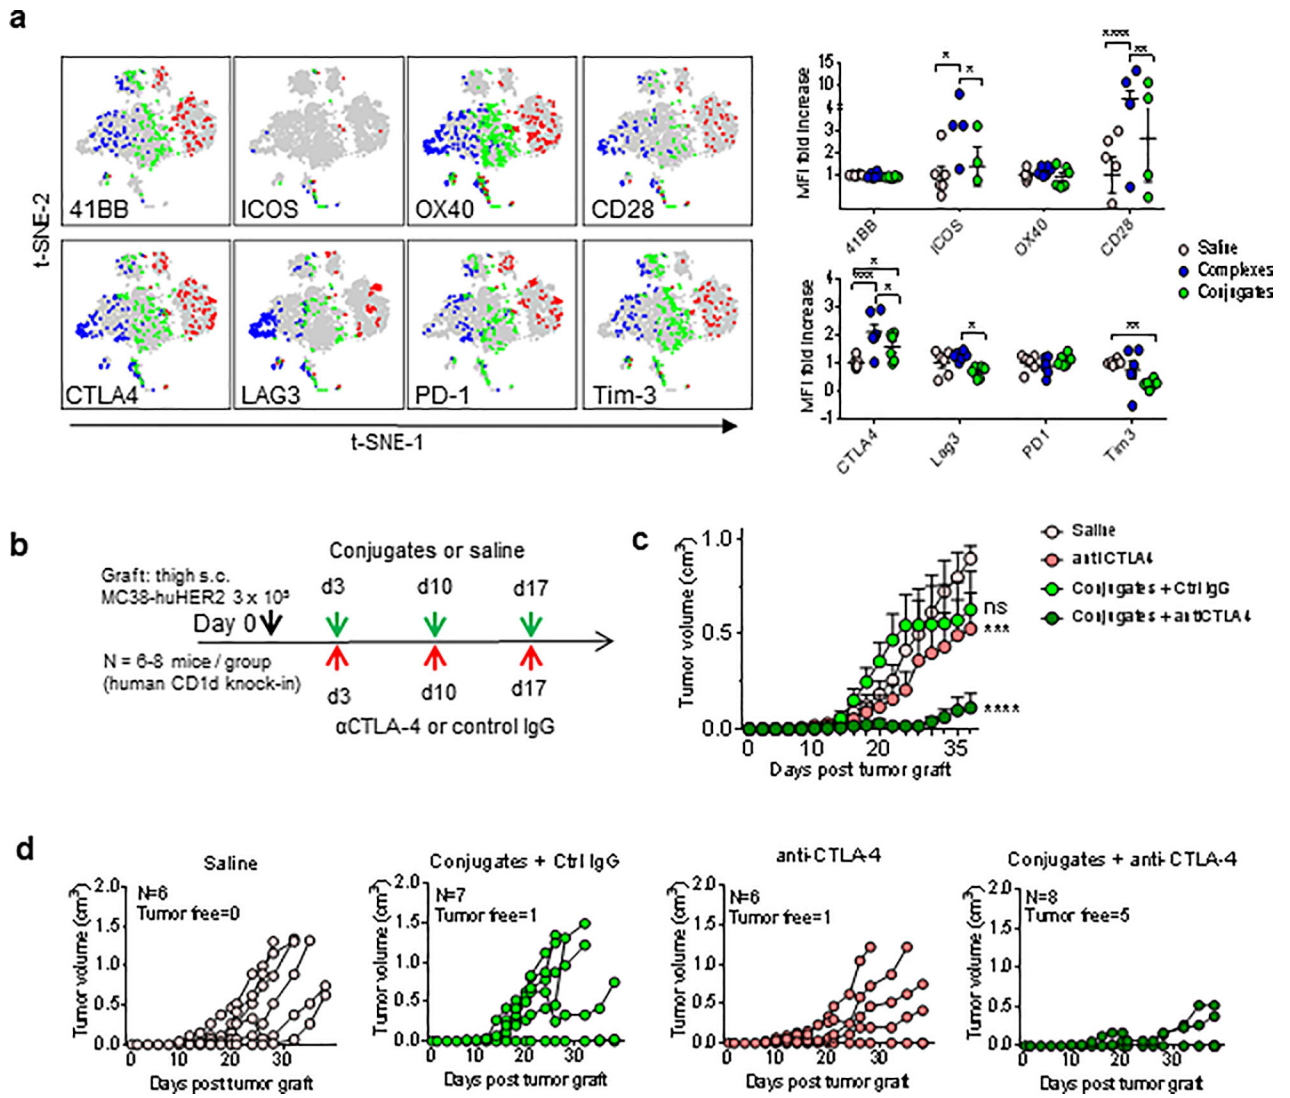 a
t-SNE-2
41BB
ICOS
OX40
CD28
CTLA4
LAG3
PD-1
Tim-3
t-SNE-1
MFI fold Increase
15
10
3
2
1
x
x
xxxx
xx
41BB
ICOS
OX40
CD28
Saline
Complexes
Conjugates
MFI fold Increase
4
3
2
1
0
-1
x
x
x
xx
CTLA4
Lag3
PD1
Tim3
b
Conjugates or saline
Graft: thigh s.c.
MC38-huHER2 3 x 10⁵
d3
d10
d17
Day 0
N = 6-8 mice / group
(human CD1d knock-in)
d3
d10
d17
αCTLA-4 or control IgG
c
Tumor volume (cm³)
1.0
0.5
0.0
0
10
20
35
Days post tumor graft
ns
***
****
Saline
antiCTLA4
Conjugates + Ctrl IgG
Conjugates + antiCTLA4
d
Saline
Tumor volume (cm³)
2.0
1.5
1.0
0.5
0.0
N=6
Tumor free=0
0
10
20
30
Days post tumor graft
Conjugates + Ctrl IgG
Tumor volume (cm³)
2.0
1.5
1.0
0.5
0.0
N=7
Tumor free=1
0
10
20
30
Days post tumor graft
anti-CTLA-4
Tumor volume (cm³)
2.0
1.5
1.0
0.5
0.0
N=6
Tumor free=1
0
10
20
30
Days post tumor graft
Conjugates + anti-CTLA-4
Tumor volume (cm³)
2.0
1.5
1.0
0.5
0.0
N=8
Tumor free=5
0
10
20
30
Days post tumor graft